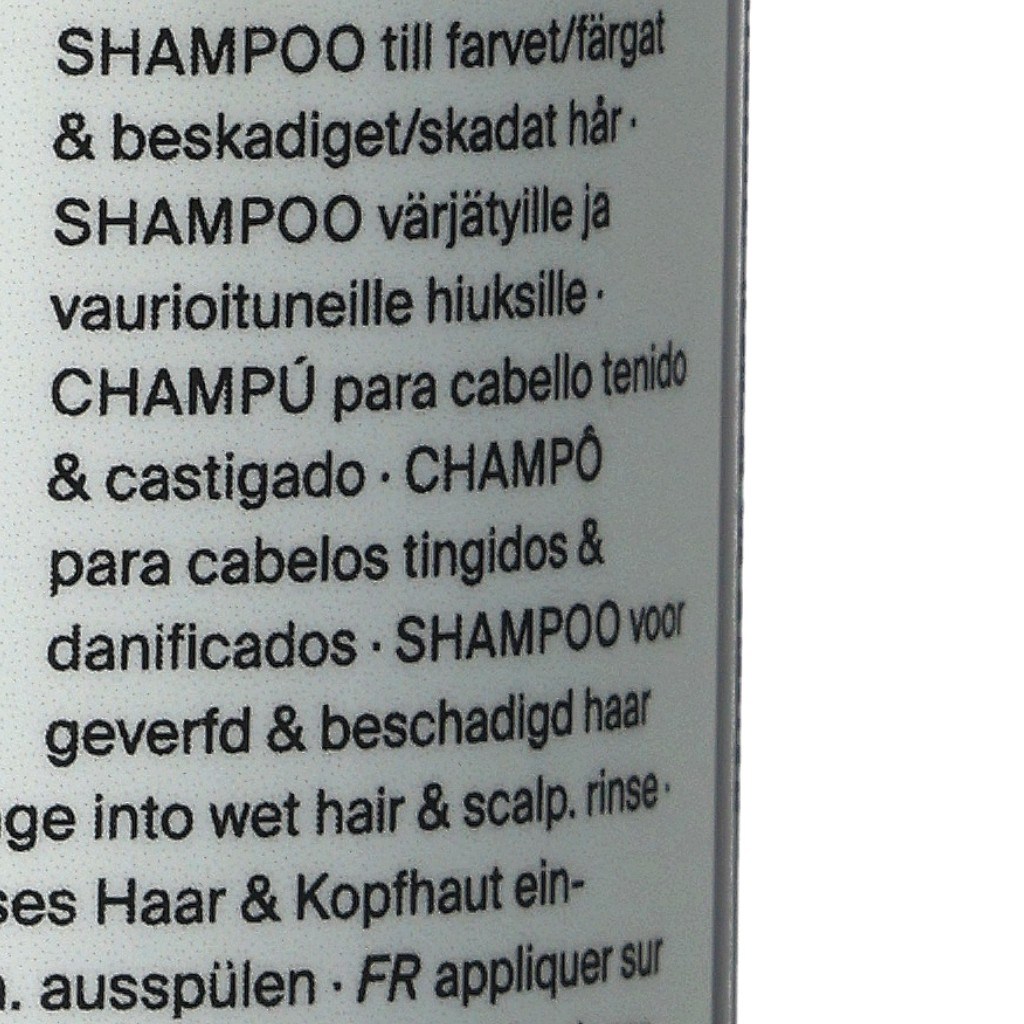 SHAMPOO till farvet/färgat
& beskadiget/skadat hår ·
SHAMPOO värjätyille ja
vaurioituneille hiuksille ·
CHAMPÚ para cabello tenido
& castigado · CHAMPÔ
para cabelos tingidos &
danificados · SHAMPOO voor
geverfd & beschadigd haar
ge into wet hair & scalp. rinse ·
ses Haar & Kopfhaut ein-
. ausspülen · FR appliquer sur